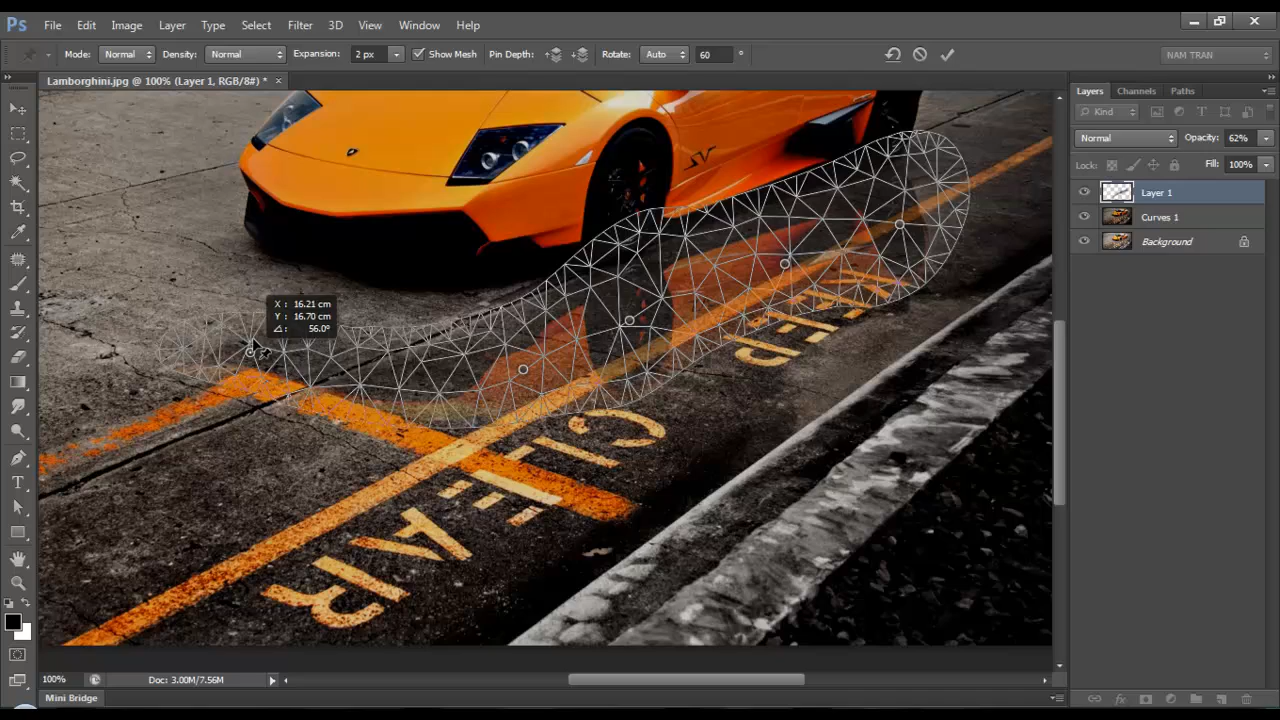 Ps File Edit Image Layer Type Select Filter 3D View Window Help
Mode: Normal Density: Normal Expansion: 2 px Show Mesh Pin Depth: Rotate: Auto 60 ° NAM TRAN
Lamborghini.jpg @ 100% (Layer 1, RGB/8#) * ×
Layers Channels Paths
Kind
Normal Opacity: 62%
Lock: Fill: 100%
Layer 1
Curves 1
Background
SV
X : 16.21 cm
Y : 16.70 cm
56.0°
KEEP
CLEAR
100% Doc: 3.00M/7.56M
Mini Bridge